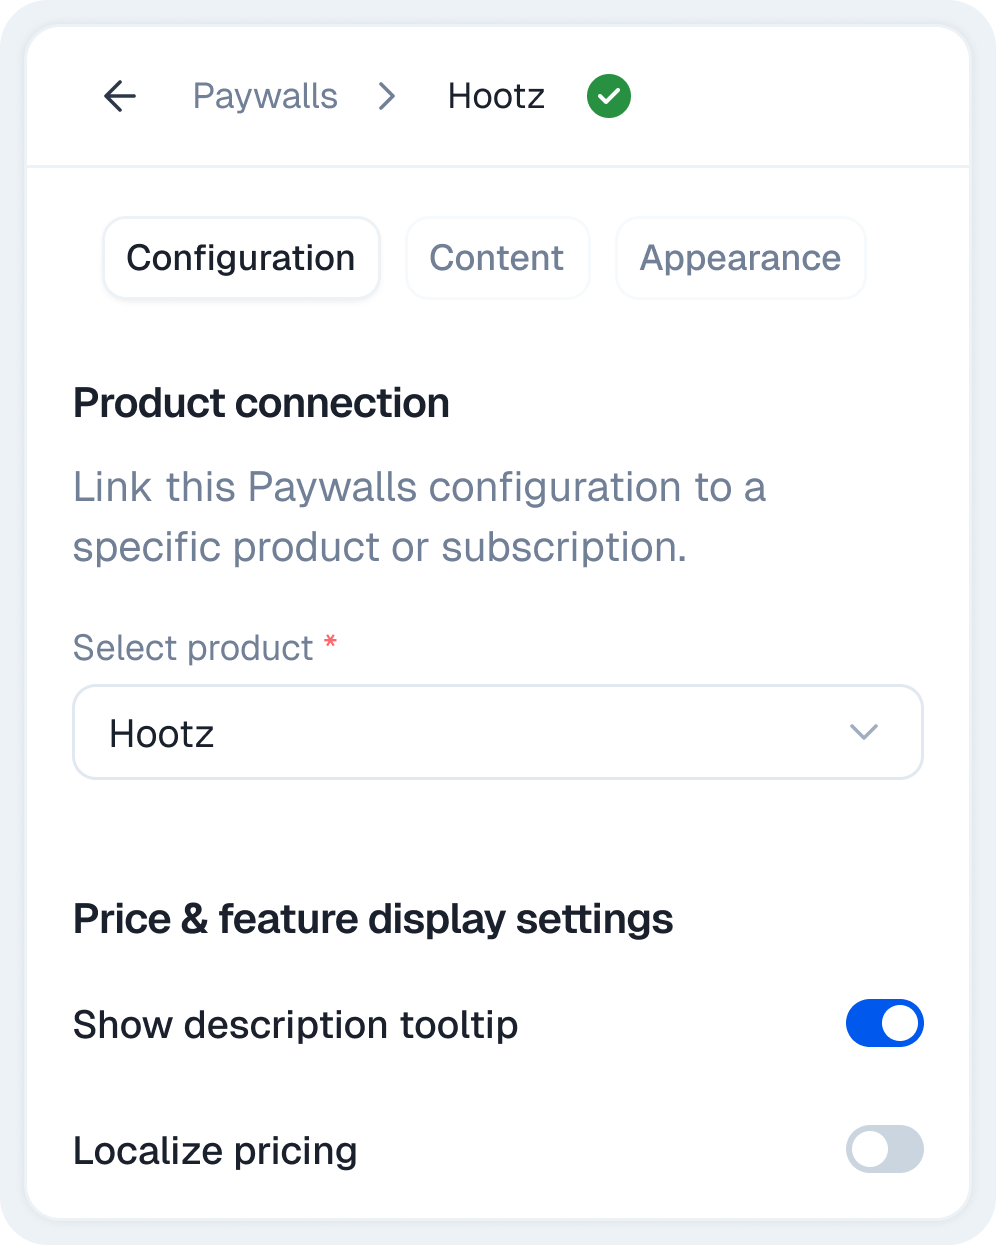 Paywalls Hootz
Configuration Content Appearance
Product connection
Link this Paywalls configuration to a
specific product or subscription.
Select product *
Hootz
Price & feature display settings
Show description tooltip
Localize pricing